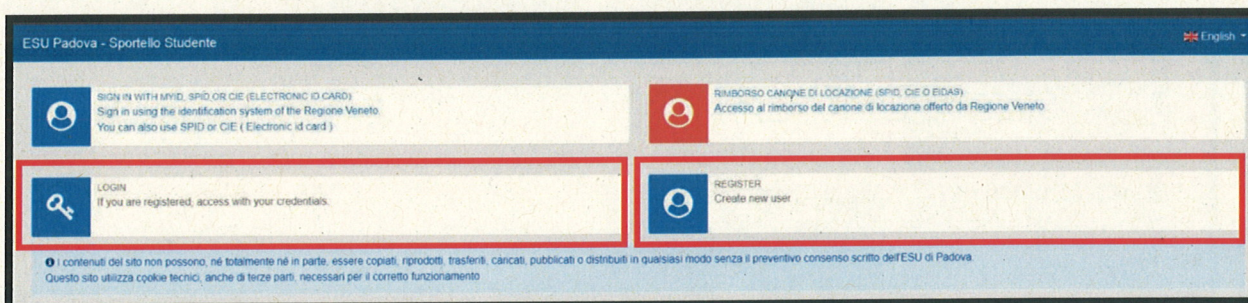 ESU Padova - Sportello Studente
English
SIGN IN WITH MYID, SPID OR CIE (ELECTRONIC ID CARD)
Sign in using the identification system of the Regione Veneto.
You can also use SPID or CIE ( Electronic id card )
RIMBORSO CANONE DI LOCAZIONE (SPID, CIE O EIDAS)
Accesso al rimborso del canone di locazione offerto da Regione Veneto
LOGIN
If you are registered, access with your credentials.
REGISTER
Create new user
I contenuti del sito non possono, né totalmente né in parte, essere copiati, riprodotti, trasferiti, caricati, pubblicati o distribuiti in qualsiasi modo senza il preventivo consenso scritto dell'ESU di Padova.
Questo sito utilizza cookie tecnici, anche di terze parti, necessari per il corretto funzionamento